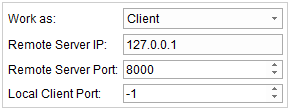 Work as: Client
Remote Server IP: 127.0.0.1
Remote Server Port: 8000
Local Client Port: -1